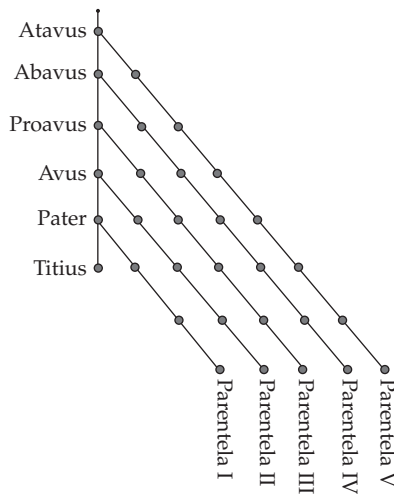 Atavus
Abavus
Proavus
Avus
Pater
Titius
Parentela I
Parentela II
Parentela III
Parentela IV
Parentela V